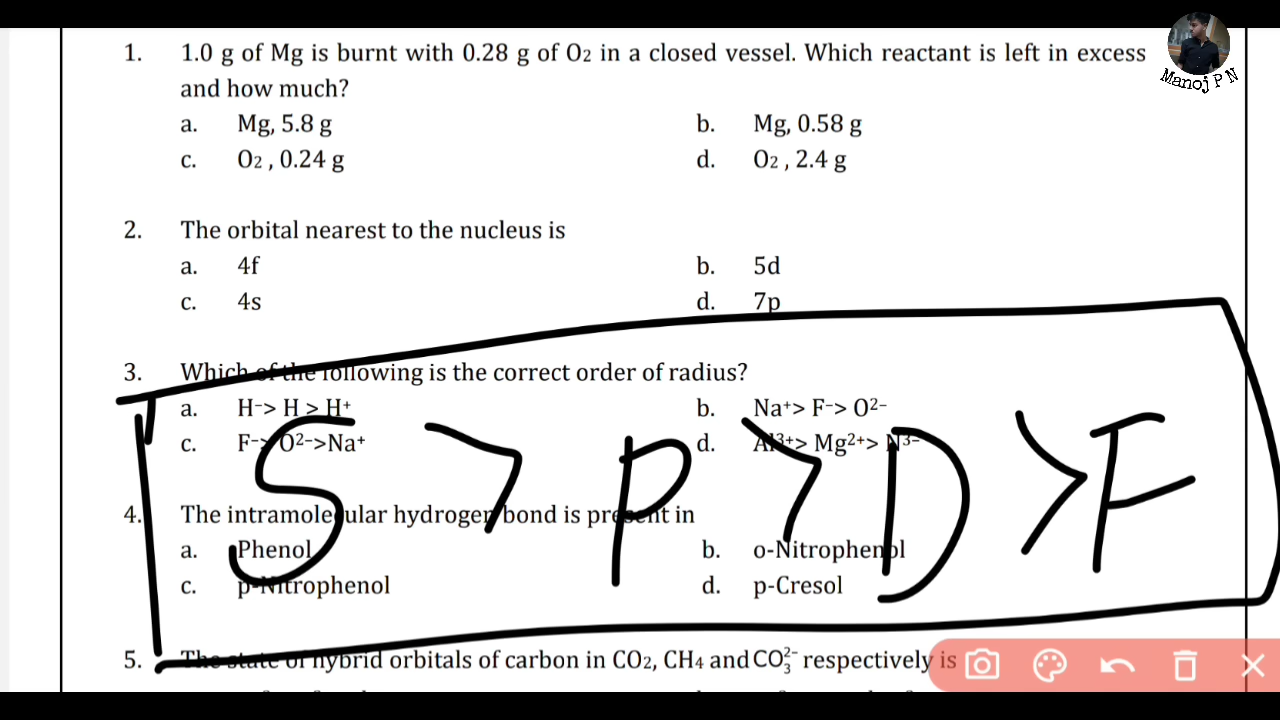 Manoj P N
1. 1.0 g of Mg is burnt with 0.28 g of O₂ in a closed vessel. Which reactant is left in excess
and how much?
a. Mg, 5.8 g b. Mg, 0.58 g
c. O₂ , 0.24 g d. O₂ , 2.4 g
2. The orbital nearest to the nucleus is
a. 4f b. 5d
c. 4s d. 7p
3. Which of the following is the correct order of radius?
a. H⁻> H > H⁺ b. Na⁺> F⁻> O²⁻
c. F⁻> O²⁻>Na⁺ d. Al³⁺> Mg²⁺> N³⁻
S > P > D > F
4. The intramolecular hydrogen bond is present in
a. Phenol b. o-Nitrophenol
c. p-Nitrophenol d. p-Cresol
5. The state of hybrid orbitals of carbon in CO₂, CH₄ and CO₃²⁻ respectively is